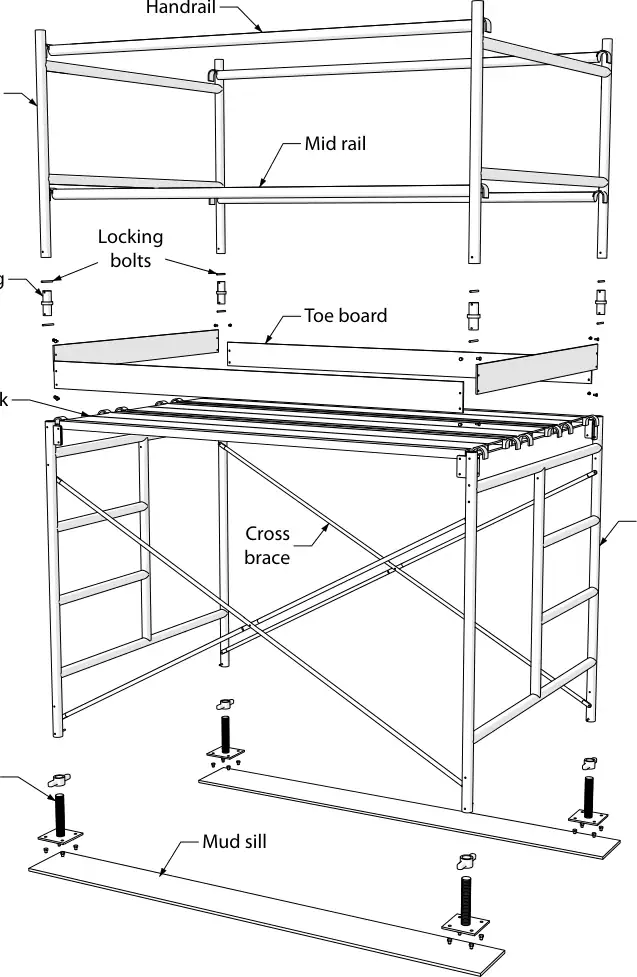 Handrail
Mid rail
Locking
bolts
g
Toe board
k
Cross
brace
Mud sill